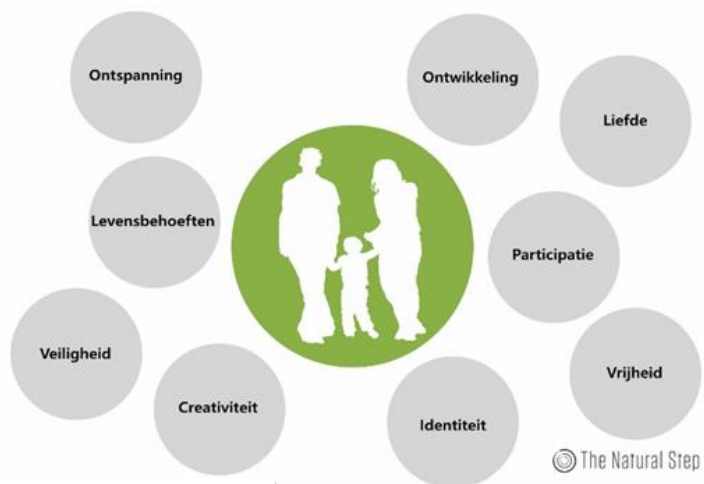 Ontspanning
Ontwikkeling
Liefde
Levensbehoeften
Participatie
Veiligheid
Vrijheid
Creativiteit
Identiteit
The Natural Step